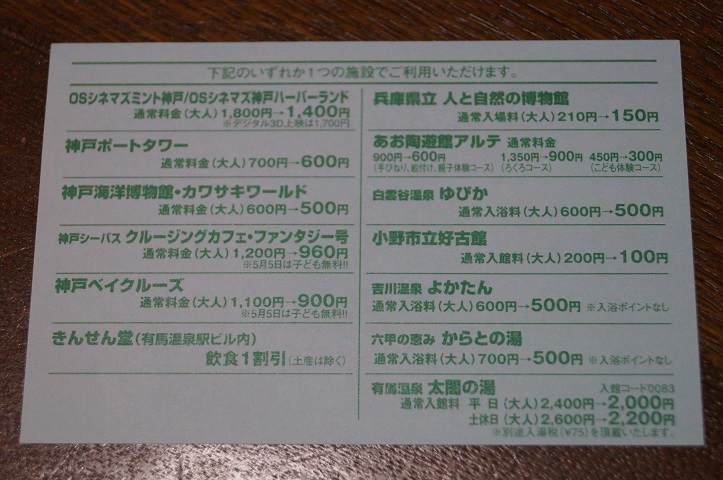 下記のいずれか1つの施設でご利用いただけます。
OSシネマズミント神戸/OSシネマズ神戸ハーバーランド
通常料金(大人)1,800円→1,400円
※デジタル3D上映は1,700円
神戸ポートタワー
通常料金(大人)700円→600円
神戸海洋博物館・カワサキワールド
通常料金(大人)600円→500円
神戸シーバス クルージングカフェ・ファンタジー号
通常料金(大人)1,200円→960円
※5月5日は子ども無料!!
神戸ベイクルーズ
通常料金(大人)1,100円→900円
※5月5日は子ども無料!!
きんせん堂(有馬温泉駅ビル内)
飲食1割引(土産は除く)
兵庫県立 人と自然の博物館
通常入場料(大人)210円→150円
あお陶遊館アルテ 通常料金
900円→600円 1,350円→900円 450円→300円
(手びねり、絵付け、親子体験コース) (ろくろコース) (こども体験コース)
白雲谷温泉 ゆぴか
通常入浴料(大人)600円→500円
小野市立好古館
通常入館料(大人)200円→100円
吉川温泉 よかたん
通常入浴料(大人)600円→500円 ※入浴ポイントなし
六甲の恵み からとの湯
通常入浴料(大人)700円→500円 ※入浴ポイントなし
有馬温泉 太閤の湯 入館コード0083
通常入館料 平 日(大人)2,400円→2,000円
土休日(大人)2,600円→2,200円
※別途入湯税(¥75)を頂戴いたします。